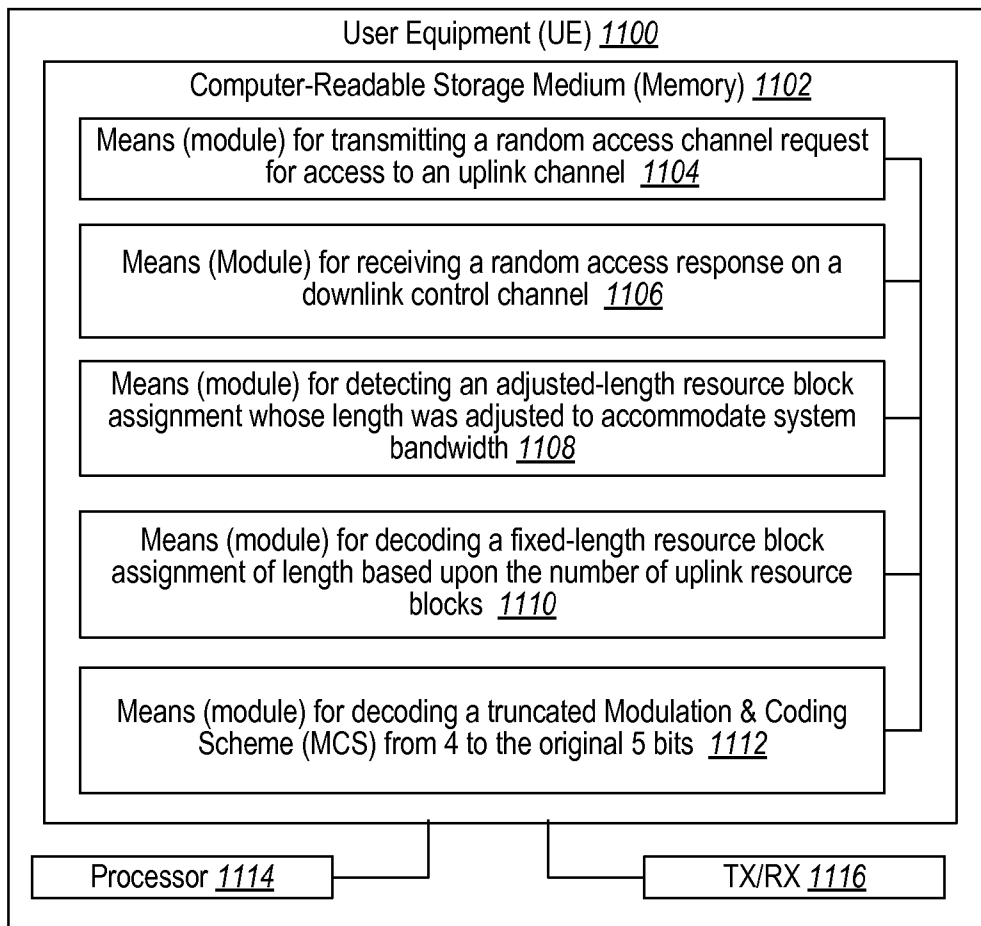 User Equipment (UE) 1100
Computer-Readable Storage Medium (Memory) 1102
Means (module) for transmitting a random access channel request
for access to an uplink channel 1104
Means (Module) for receiving a random access response on a
downlink control channel 1106
Means (module) for detecting an adjusted-length resource block
assignment whose length was adjusted to accommodate system
bandwidth 1108
Means (module) for decoding a fixed-length resource block
assignment of length based upon the number of uplink resource
blocks 1110
Means (module) for decoding a truncated Modulation & Coding
Scheme (MCS) from 4 to the original 5 bits 1112
Processor 1114
TX/RX 1116